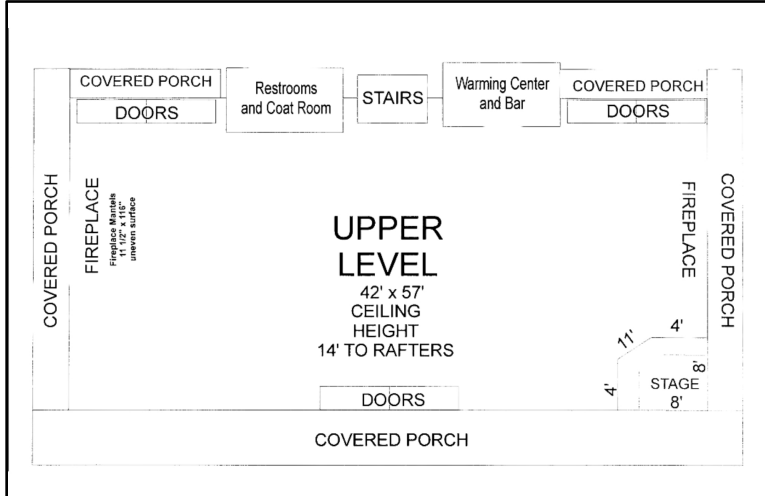 COVERED PORCH
Restrooms
and Coat Room
STAIRS
Warming Center
and Bar
COVERED PORCH
DOORS
DOORS
COVERED PORCH
FIREPLACE
Fireplace Mantels
11 1/2" x 116"
uneven surface
UPPER
LEVEL
42' x 57'
CEILING
HEIGHT
14' TO RAFTERS
FIREPLACE
COVERED PORCH
11'
4'
8'
4'
STAGE
8'
DOORS
COVERED PORCH